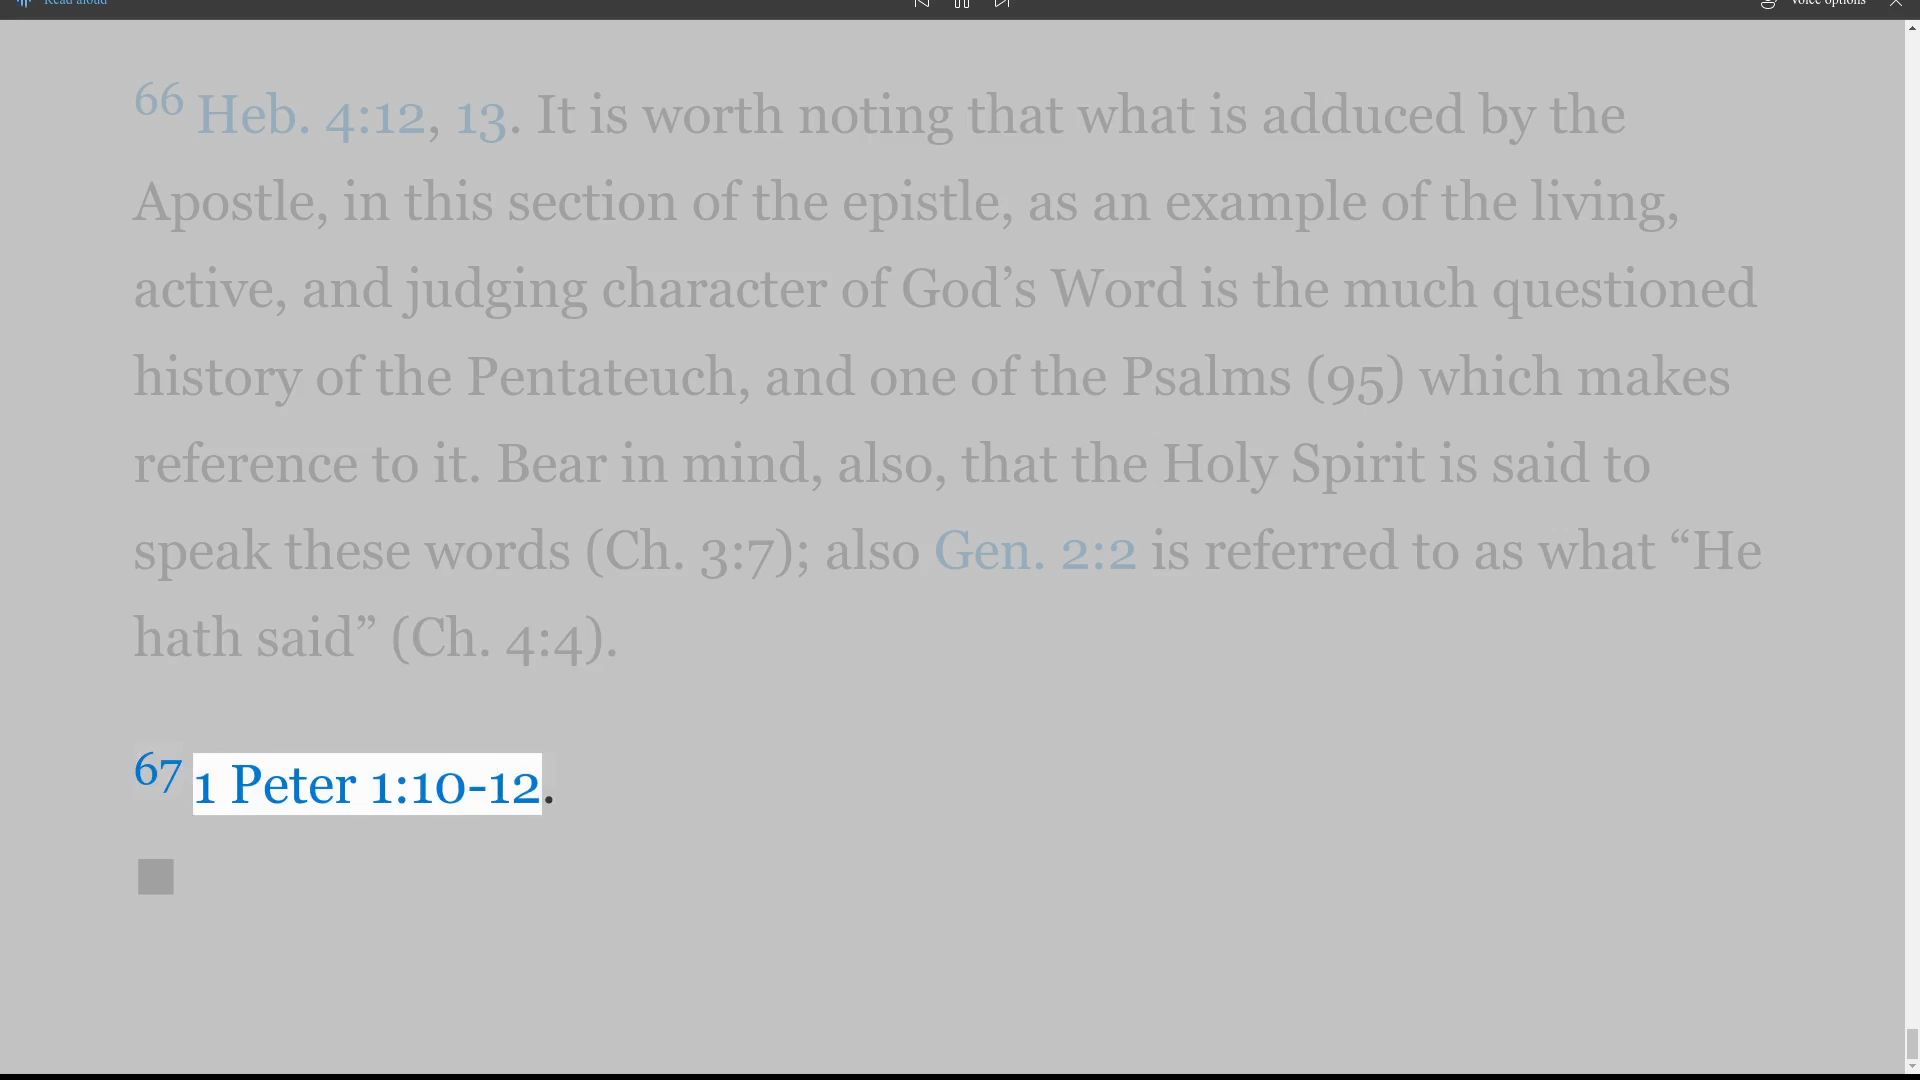 Read aloud
Voice options
66 Heb. 4:12, 13. It is worth noting that what is adduced by the
Apostle, in this section of the epistle, as an example of the living,
active, and judging character of God’s Word is the much questioned
history of the Pentateuch, and one of the Psalms (95) which makes
reference to it. Bear in mind, also, that the Holy Spirit is said to
speak these words (Ch. 3:7); also Gen. 2:2 is referred to as what “He
hath said” (Ch. 4:4).
67 1 Peter 1:10-12.